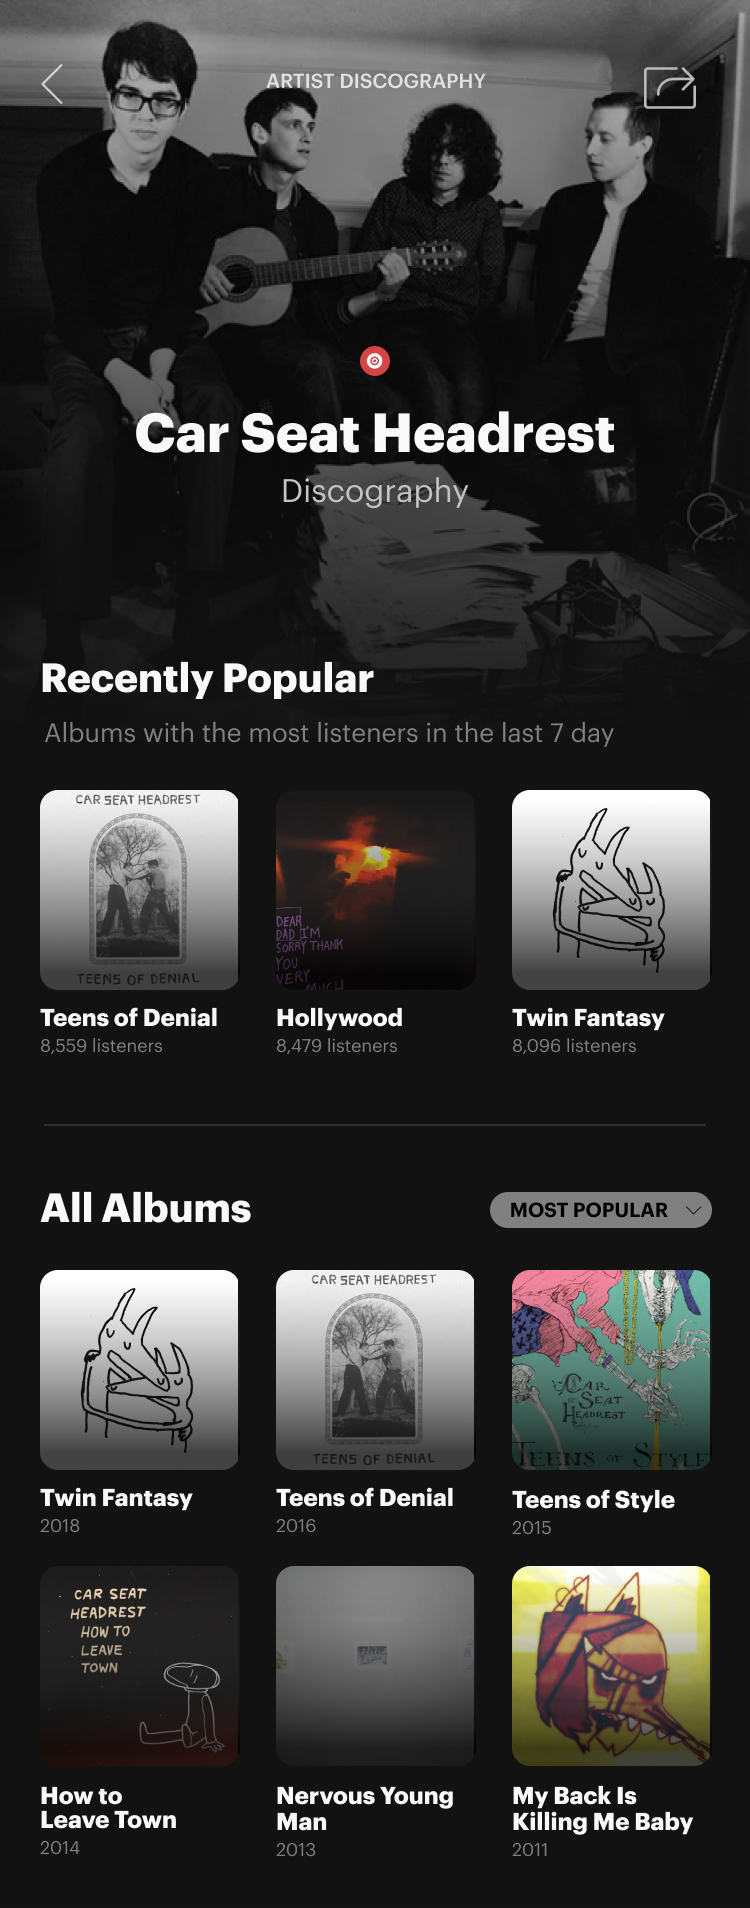 ARTIST DISCOGRAPHY
Car Seat Headrest
Discography
Recently Popular
Albums with the most listeners in the last 7 day
CAR SEAT HEADREST
TEENS OF DENIAL
DEAR
DAD I'M
SORRY THANK
YOU
VERY
MUCH
Teens of Denial
8,559 listeners
Hollywood
8,479 listeners
Twin Fantasy
8,096 listeners
All Albums
MOST POPULAR
CAR SEAT HEADREST
TEENS OF DENIAL
CAR
SEAT
HEADREST
TEENS OF STYLE
Twin Fantasy
2018
Teens of Denial
2016
Teens of Style
2015
CAR SEAT
HEADREST
HOW TO
LEAVE
TOWN
How to
Leave Town
2014
Nervous Young
Man
2013
My Back Is
Killing Me Baby
2011